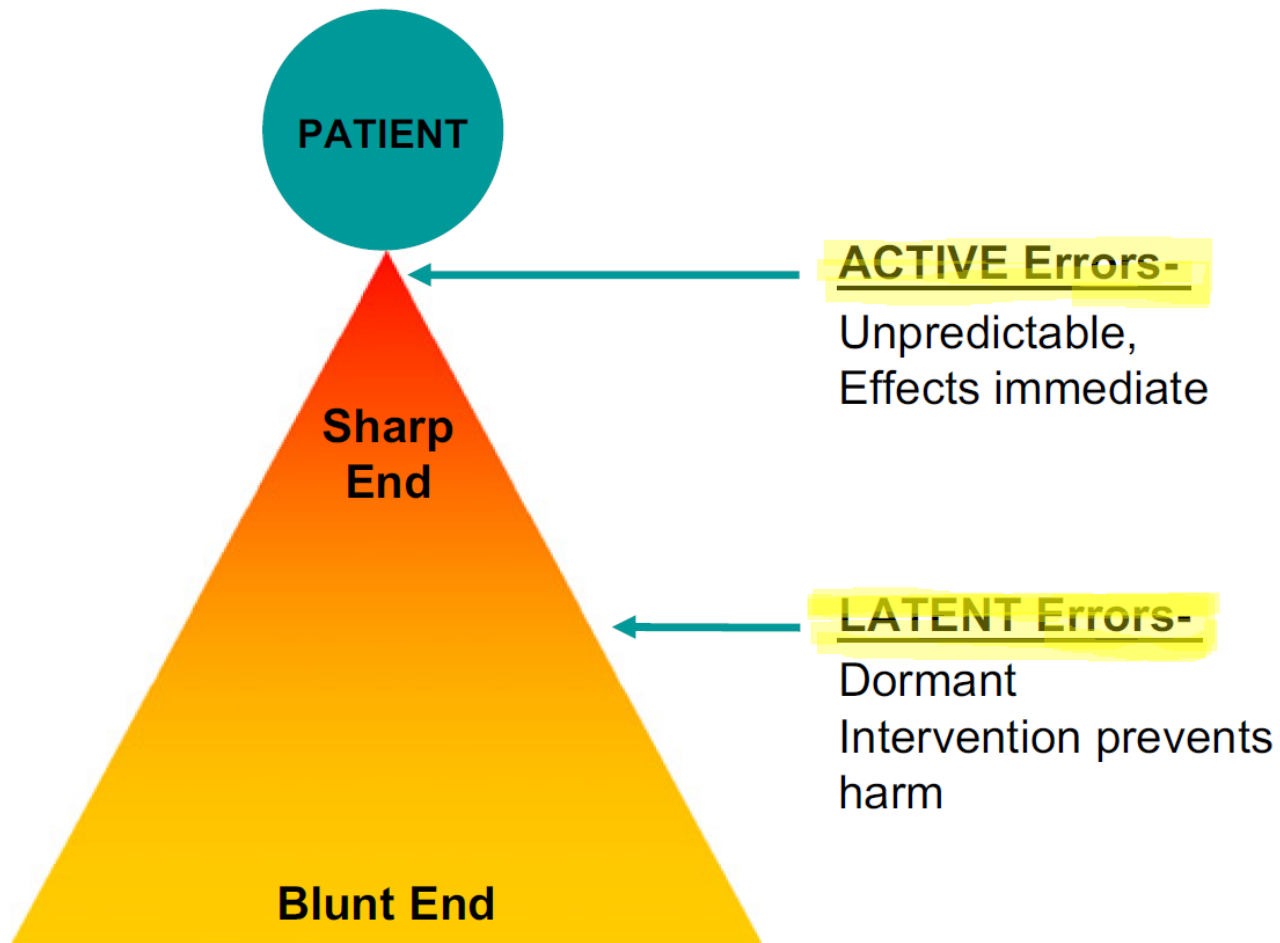 PATIENT
ACTIVE Errors-
Unpredictable,
Effects immediate
Sharp
End
LATENT Errors-
Dormant
Intervention prevents
harm
Blunt End